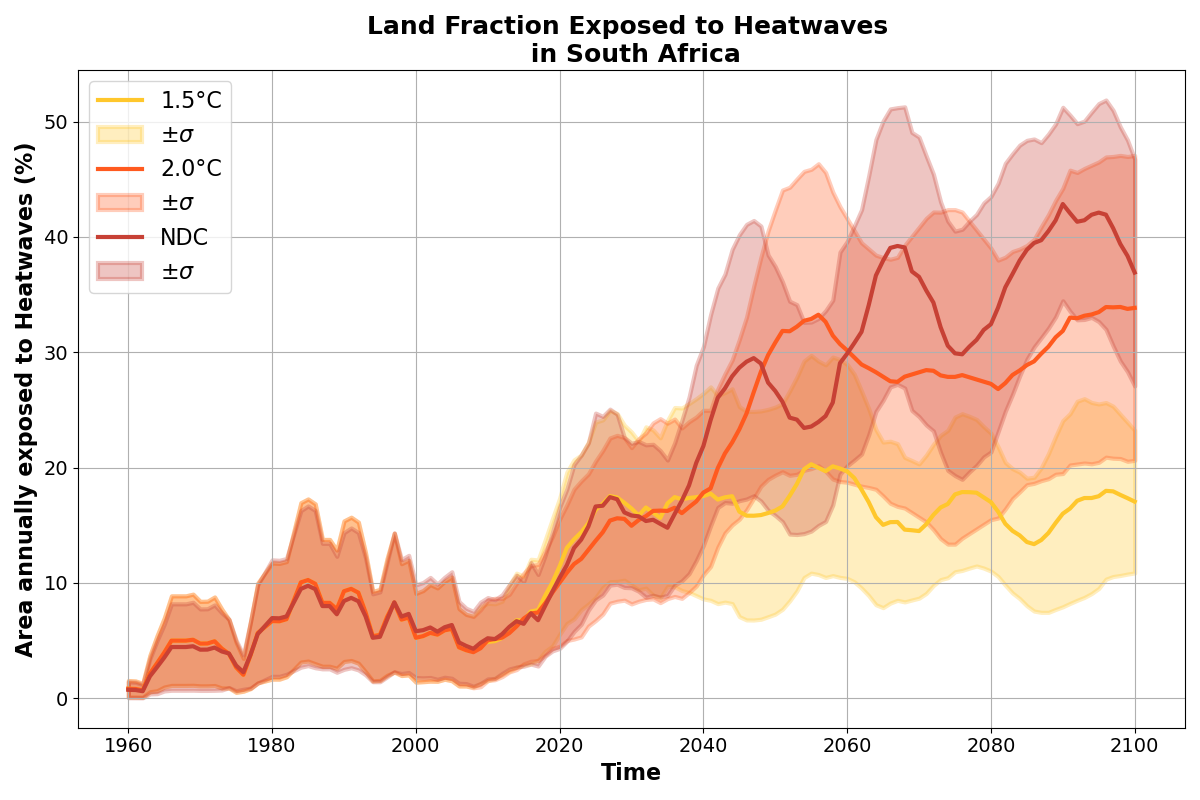 Land Fraction Exposed to Heatwaves
in South Africa
1.5°C
±σ
2.0°C
±σ
NDC
±σ
Area annually exposed to Heatwaves (%)
50
40
30
20
10
0
1960 1980 2000 2020 2040 2060 2080 2100
Time